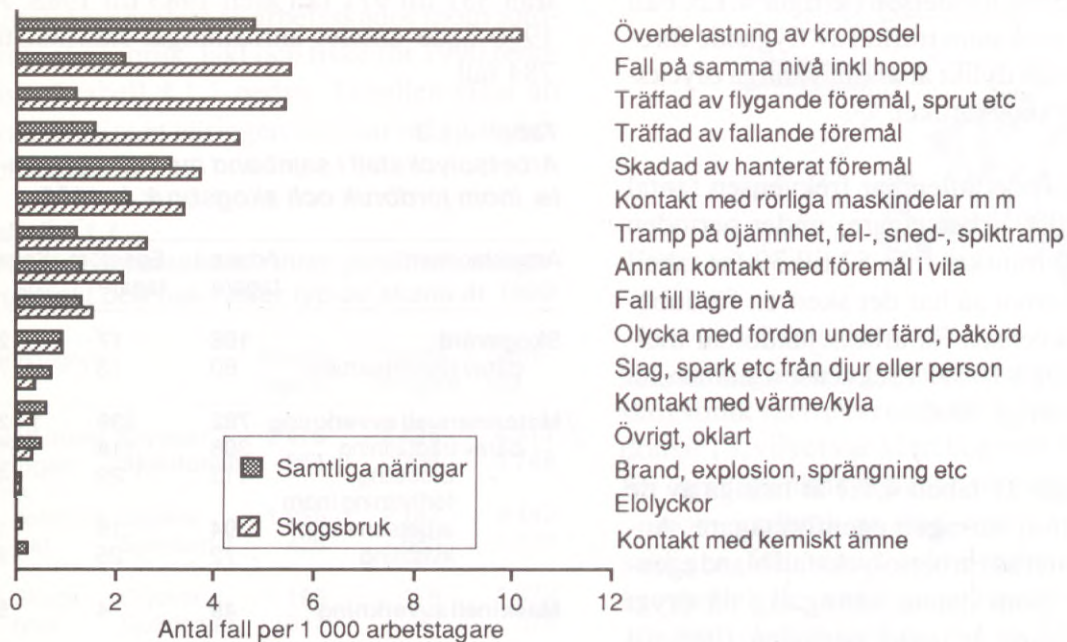 Överbelastning av kroppsdel
Fall på samma nivå inkl hopp
Träffad av flygande föremål, sprut etc
Träffad av fallande föremål
Skadad av hanterat föremål
Kontakt med rörliga maskindelar m m
Tramp på ojämnhet, fel-, sned-, spiktramp
Annan kontakt med föremål i vila
Fall till lägre nivå
Olycka med fordon under färd, påkörd
Slag, spark etc från djur eller person
Kontakt med värme/kyla
Övrigt, oklart
Brand, explosion, sprängning etc
Elolyckor
Kontakt med kemiskt ämne
Samtliga näringar
Skogsbruk
0 2 4 6 8 10 12
Antal fall per 1 000 arbetstagare